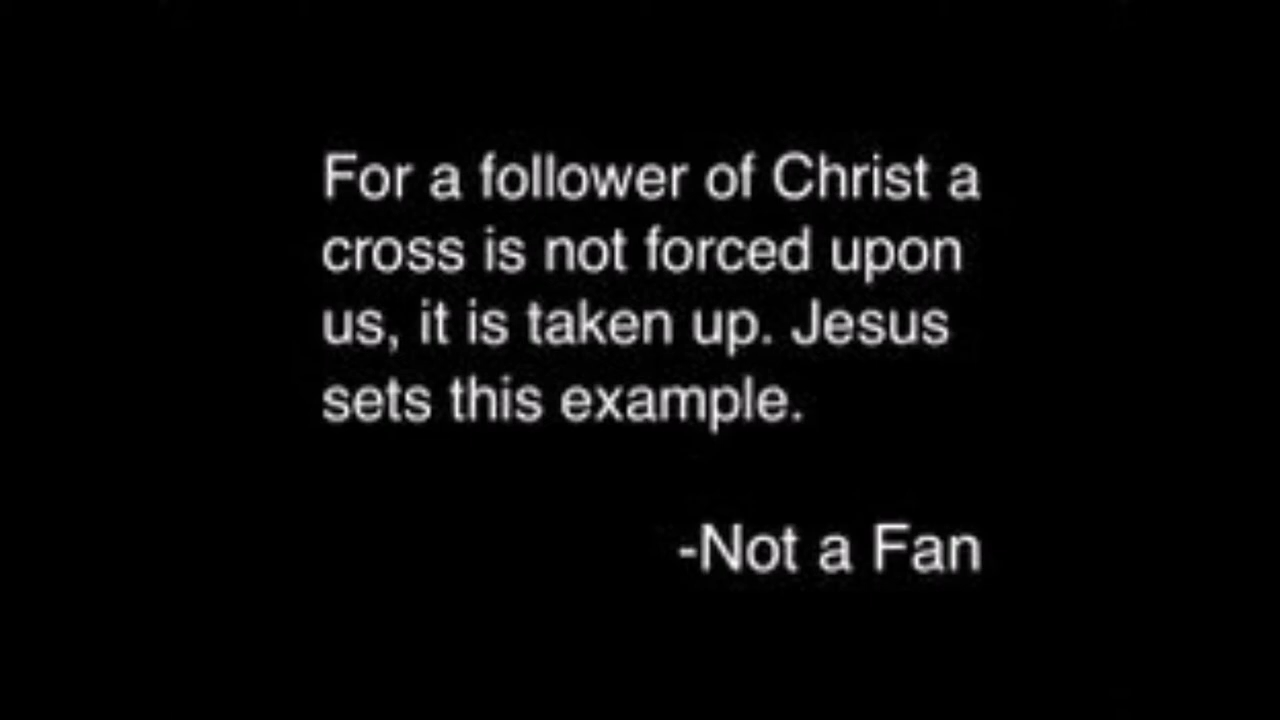 For a follower of Christ a
cross is not forced upon
us, it is taken up. Jesus
sets this example.
-Not a Fan